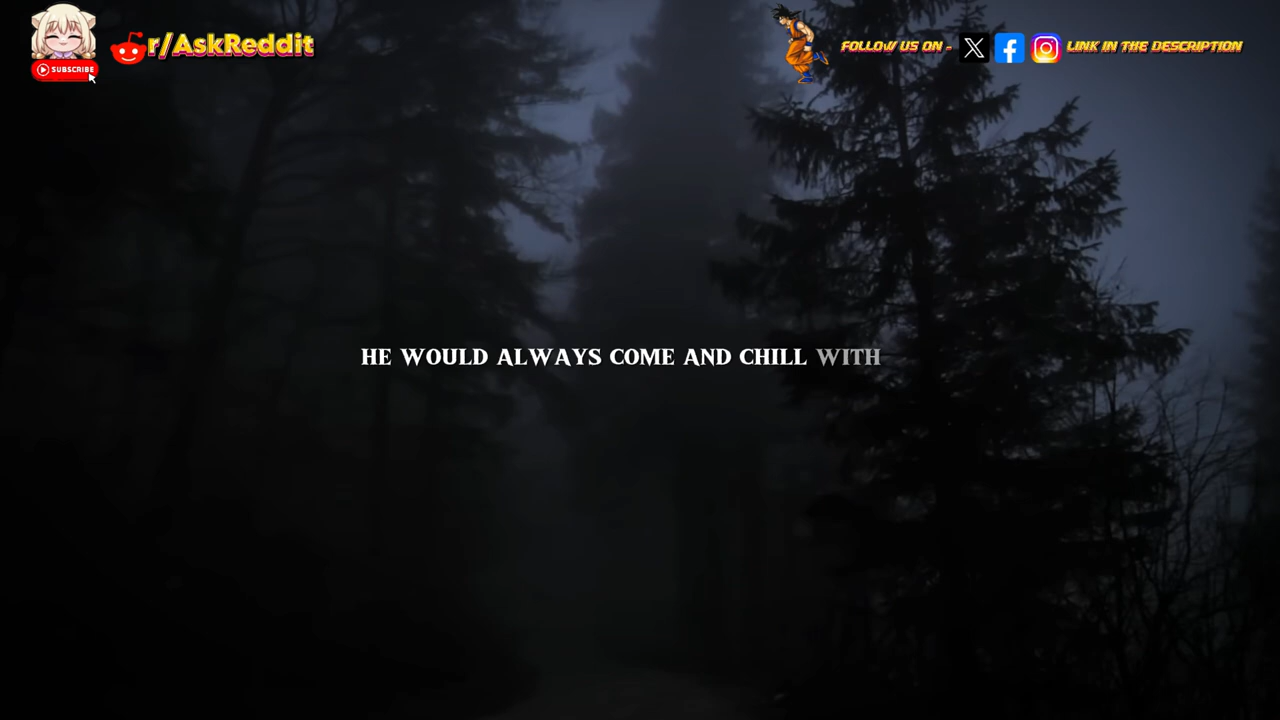 r/AskReddit
SUBSCRIBE
FOLLOW US ON -
LINK IN THE DESCRIPTION
HE WOULD ALWAYS COME AND CHILL WITH